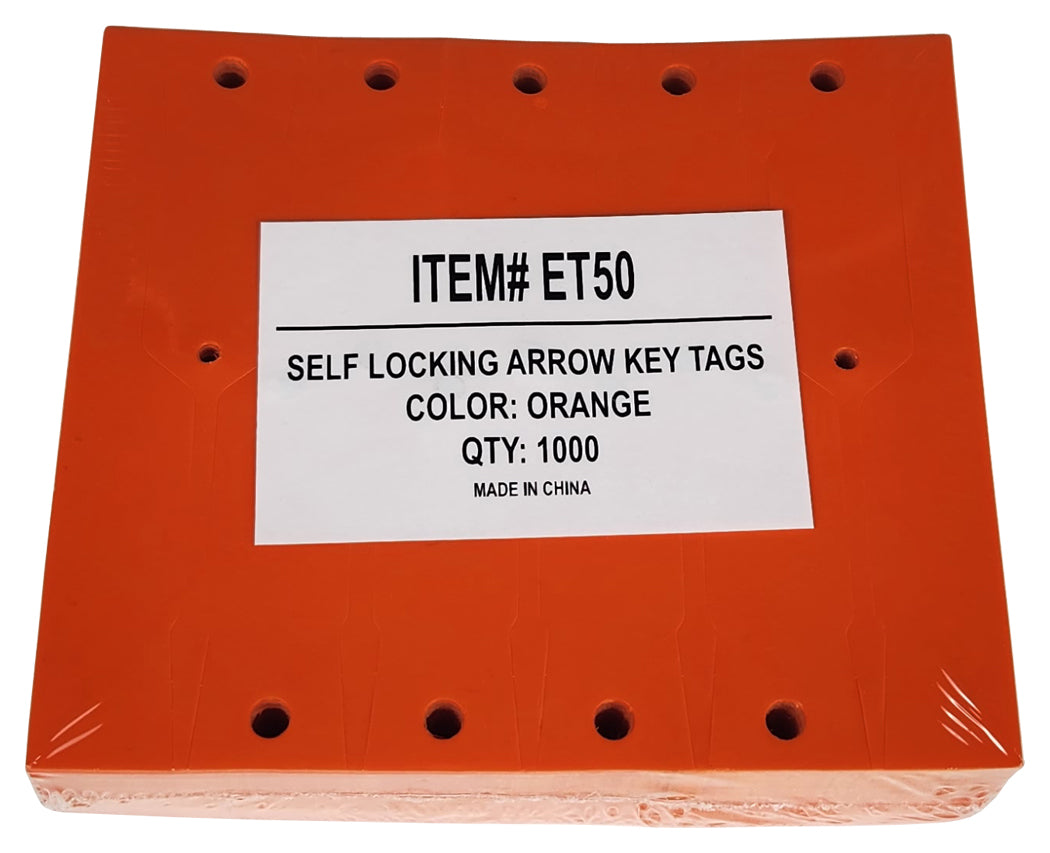 ITEM# ET50
SELF LOCKING ARROW KEY TAGS
COLOR: ORANGE
QTY: 1000
MADE IN CHINA